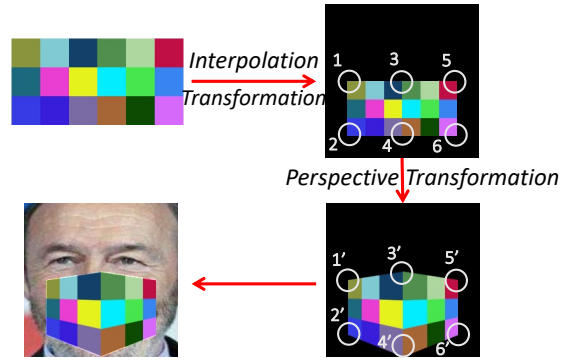 Interpolation
Transformation
1 3 5
2 4 6
Perspective Transformation
1’ 3’ 5’
2’ 4’ 6’